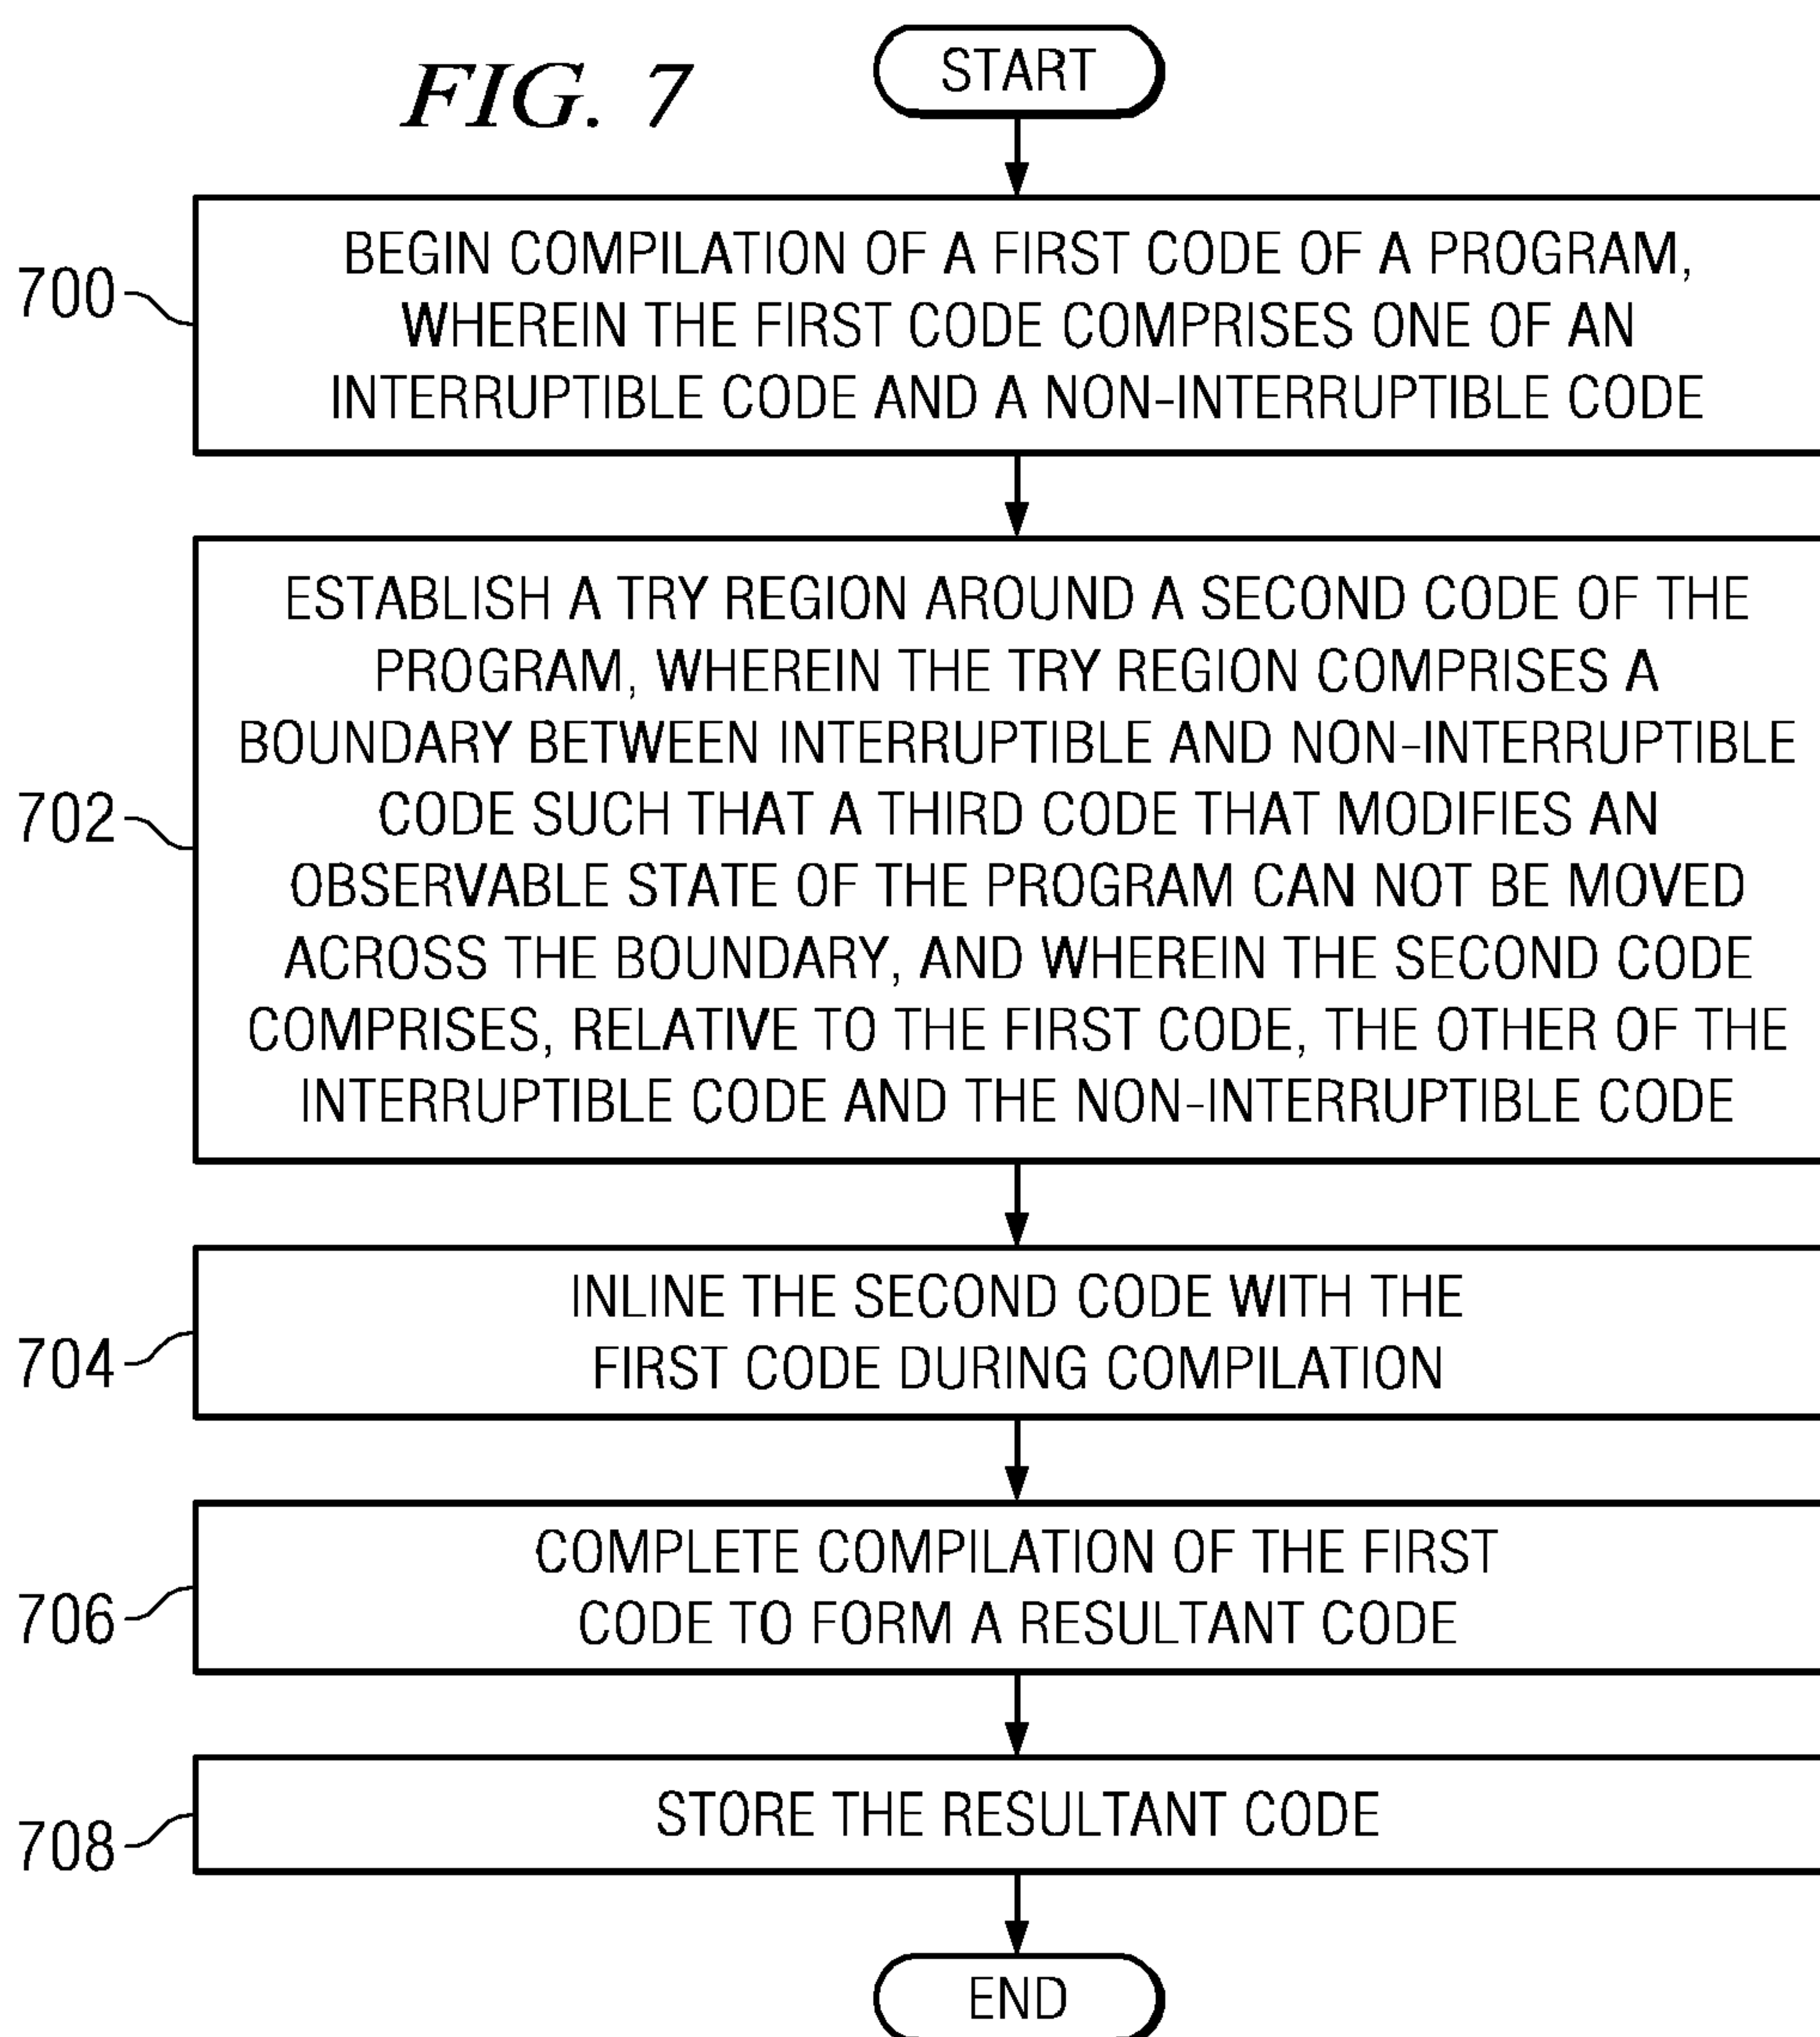 FIG. 7
START
700
BEGIN COMPILATION OF A FIRST CODE OF A PROGRAM,
WHEREIN THE FIRST CODE COMPRISES ONE OF AN
INTERRUPTIBLE CODE AND A NON-INTERRUPTIBLE CODE
702
ESTABLISH A TRY REGION AROUND A SECOND CODE OF THE
PROGRAM, WHEREIN THE TRY REGION COMPRISES A
BOUNDARY BETWEEN INTERRUPTIBLE AND NON-INTERRUPTIBLE
CODE SUCH THAT A THIRD CODE THAT MODIFIES AN
OBSERVABLE STATE OF THE PROGRAM CAN NOT BE MOVED
ACROSS THE BOUNDARY, AND WHEREIN THE SECOND CODE
COMPRISES, RELATIVE TO THE FIRST CODE, THE OTHER OF THE
INTERRUPTIBLE CODE AND THE NON-INTERRUPTIBLE CODE
704
INLINE THE SECOND CODE WITH THE
FIRST CODE DURING COMPILATION
706
COMPLETE COMPILATION OF THE FIRST
CODE TO FORM A RESULTANT CODE
708
STORE THE RESULTANT CODE
END